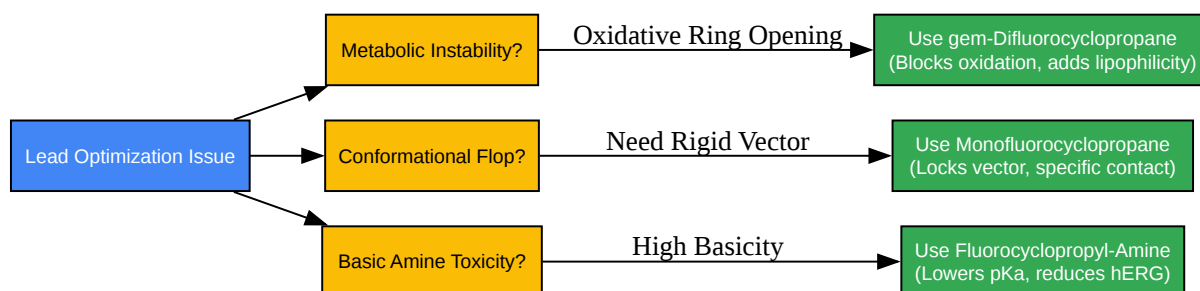 Metabolic Instability?
Oxidative Ring Opening
Use gem-Difluorocyclopropane
(Blocks oxidation, adds lipophilicity)
Lead Optimization Issue
Conformational Flop?
Need Rigid Vector
Use Monofluorocyclopropane
(Locks vector, specific contact)
Basic Amine Toxicity?
High Basicity
Use Fluorocyclopropyl-Amine
(Lowers pKa, reduces hERG)